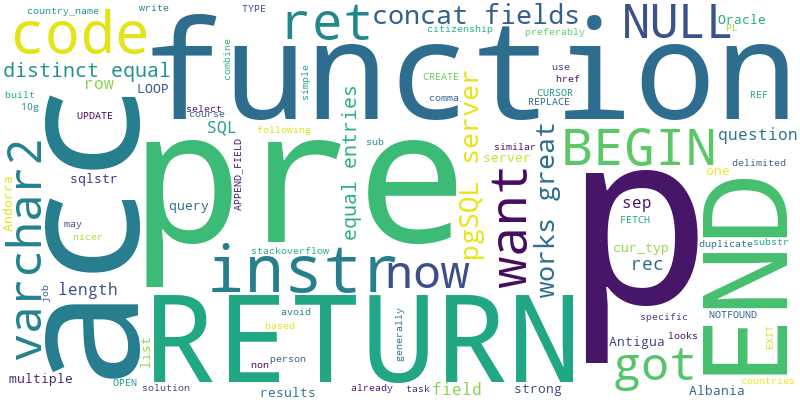 country_name
write
TYPE
concat fields
NULL
Oracle
PL
code
function
ret
citizenship
preferably
distinct equal
combine
simple
row
LOOP
CREATE
use
href
built
10g
UPDATE
select
course
comma
CURSOR
REPLACE
REF
acc
pre
SQL
following
sub
equal entries
pgSQL server
similar
server
works great
BEGIN
question
delimited
one
varchar2
Andorra
sqlstr
may
nicer
query
APPEND_FIELD
want
p
sep
FETCH
cur_typ
rec
END
duplicate
substr
stackoverflow
instr
now
job
length
RETURN
avoid
based
generally
specific
NOTFOUND
Antigua
looks
EXIT
list
non
person
got
multiple
OPEN
solution
results
already
task
field
strong
Albania
countries